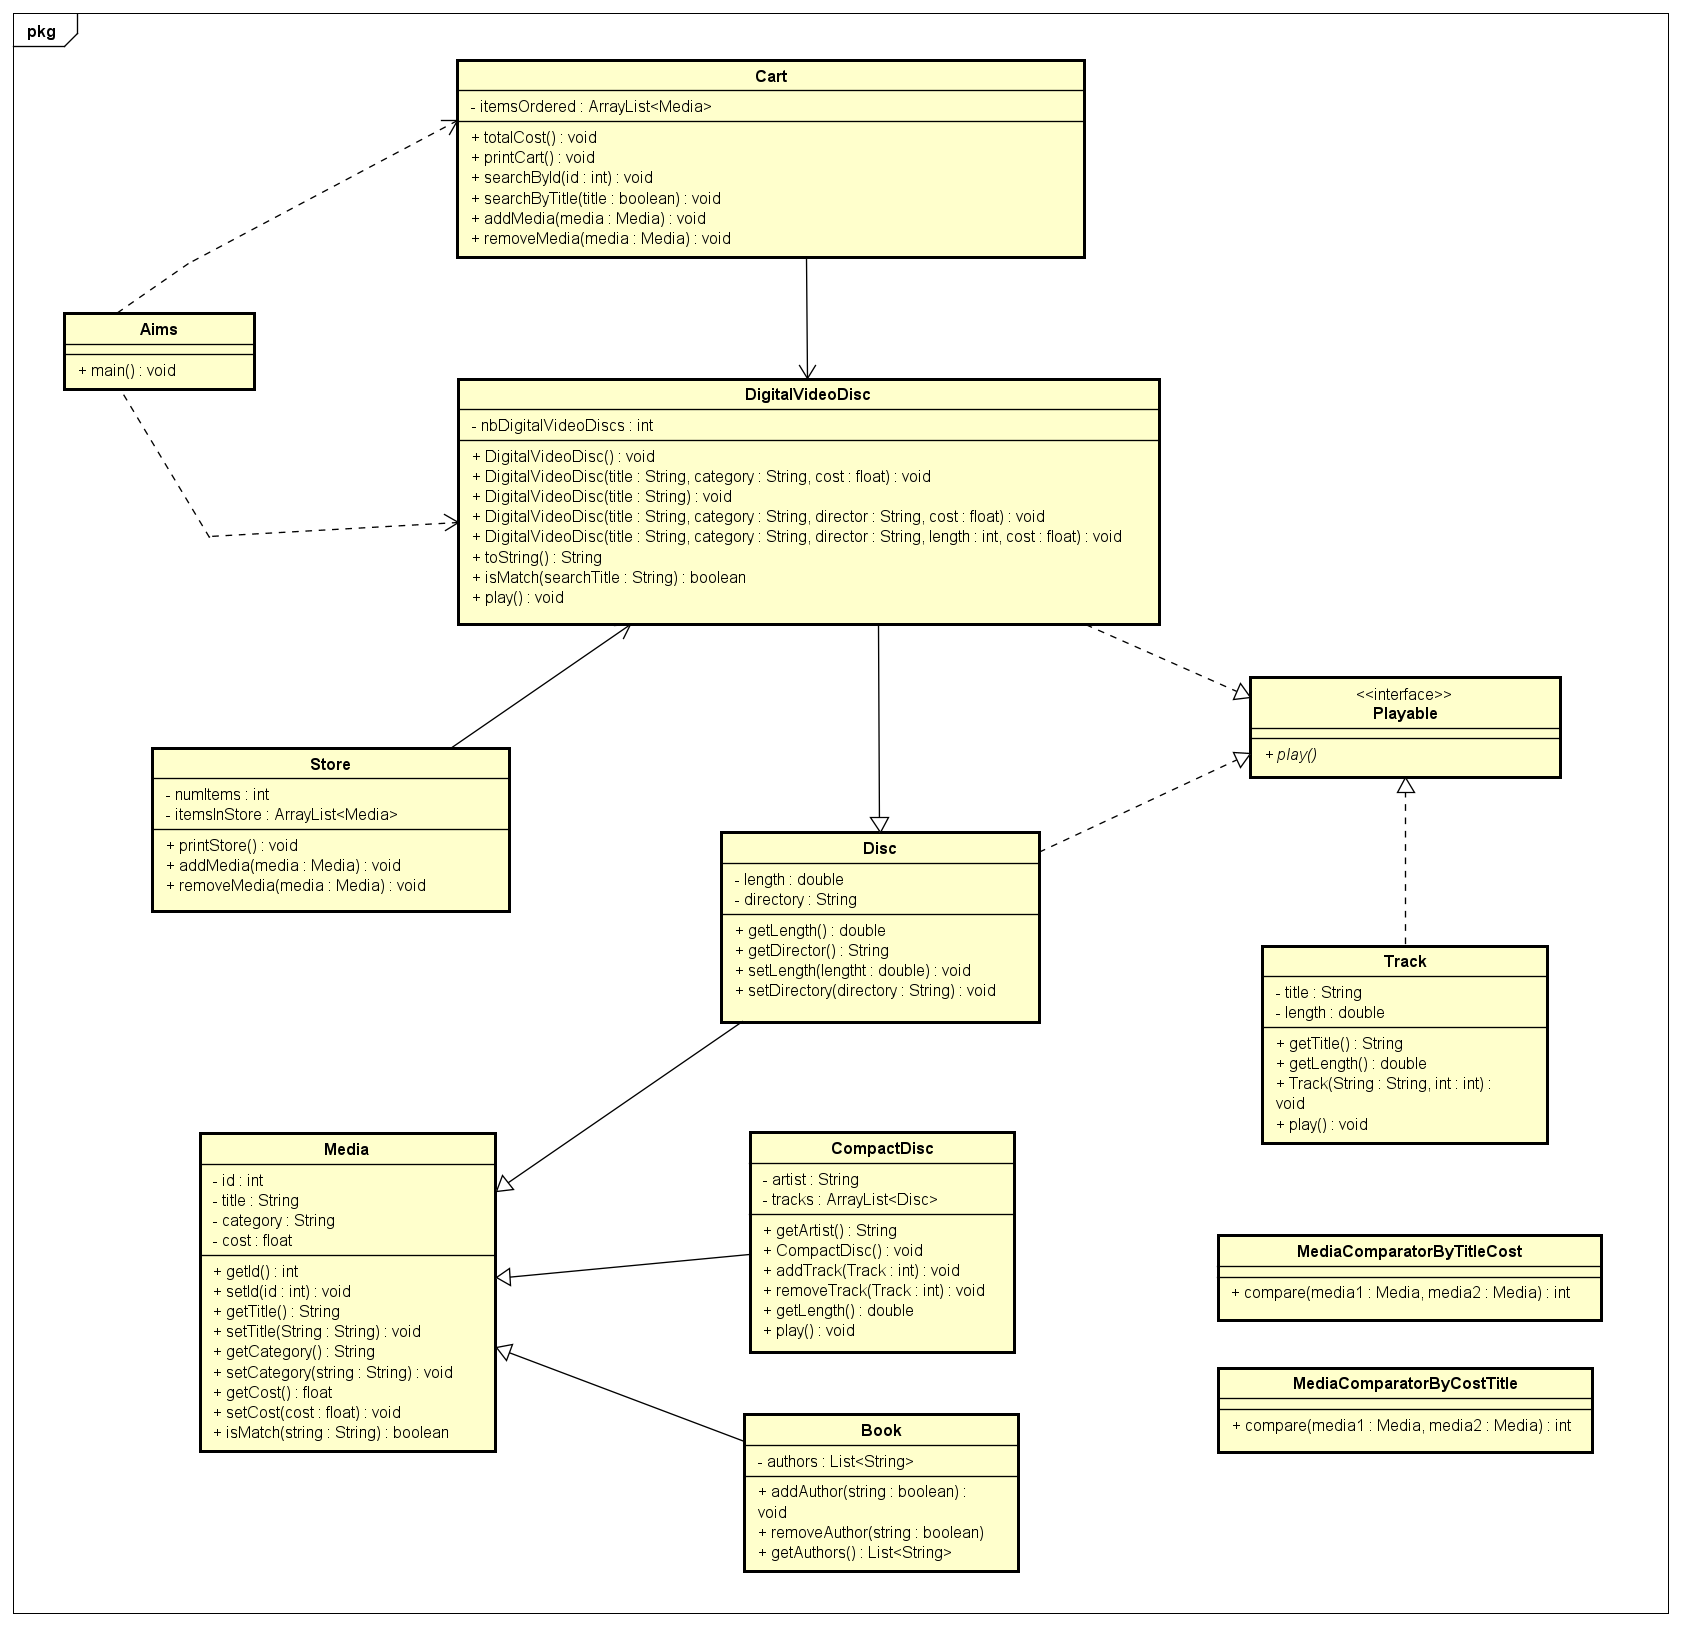 pkg
Cart
- itemsOrdered : ArrayList<Media>
+ totalCost() : void
+ printCart() : void
+ searchById(id : int) : void
+ searchByTitle(title : boolean) : void
+ addMedia(media : Media) : void
+ removeMedia(media : Media) : void
Aims
+ main() : void
DigitalVideoDisc
- nbDigitalVideoDiscs : int
+ DigitalVideoDisc() : void
+ DigitalVideoDisc(title : String, category : String, cost : float) : void
+ DigitalVideoDisc(title : String) : void
+ DigitalVideoDisc(title : String, category : String, director : String, cost : float) : void
+ DigitalVideoDisc(title : String, category : String, director : String, length : int, cost : float) : void
+ toString() : String
+ isMatch(searchTitle : String) : boolean
+ play() : void
<<interface>>
Playable
+ play()
Store
- numItems : int
- itemsInStore : ArrayList<Media>
+ printStore() : void
+ addMedia(media : Media) : void
+ removeMedia(media : Media) : void
Disc
- length : double
- directory : String
+ getLength() : double
+ getDirector() : String
+ setLength(lengtht : double) : void
+ setDirectory(directory : String) : void
Track
- title : String
- length : double
+ getTitle() : String
+ getLength() : double
+ Track(String : String, int : int) :
void
+ play() : void
Media
- id : int
- title : String
- category : String
- cost : float
+ getId() : int
+ setId(id : int) : void
+ getTitle() : String
+ setTitle(String : String) : void
+ getCategory() : String
+ setCategory(string : String) : void
+ getCost() : float
+ setCost(cost : float) : void
+ isMatch(string : String) : boolean
CompactDisc
- artist : String
- tracks : ArrayList<Disc>
+ getArtist() : String
+ CompactDisc() : void
+ addTrack(Track : int) : void
+ removeTrack(Track : int) : void
+ getLength() : double
+ play() : void
MediaComparatorByTitleCost
+ compare(media1 : Media, media2 : Media) : int
MediaComparatorByCostTitle
+ compare(media1 : Media, media2 : Media) : int
Book
- authors : List<String>
+ addAuthor(string : boolean) :
void
+ removeAuthor(string : boolean)
+ getAuthors() : List<String>